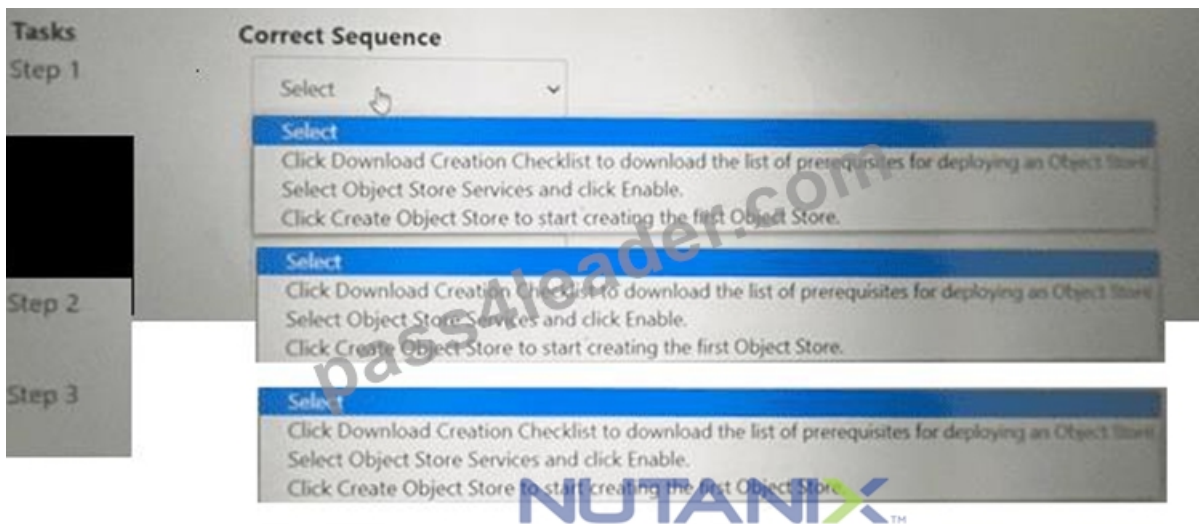 Tasks
Correct Sequence
Step 1
Select
Select
Click Download Creation Checklist to download the list of prerequisites for deploying an Object Store.
Select Object Store Services and click Enable.
Click Create Object Store to start creating the first Object Store.
Select
Step 2
Click Download Creation Checklist to download the list of prerequisites for deploying an Object Store
Select Object Store Services and click Enable.
Click Create Object Store to start creating the first Object Store.
Step 3
Select
Click Download Creation Checklist to download the list of prerequisites for deploying an Object Store
Select Object Store Services and click Enable.
Click Create Object Store to start creating the first Object Store.
pass4leader.com
NUTANIX TM